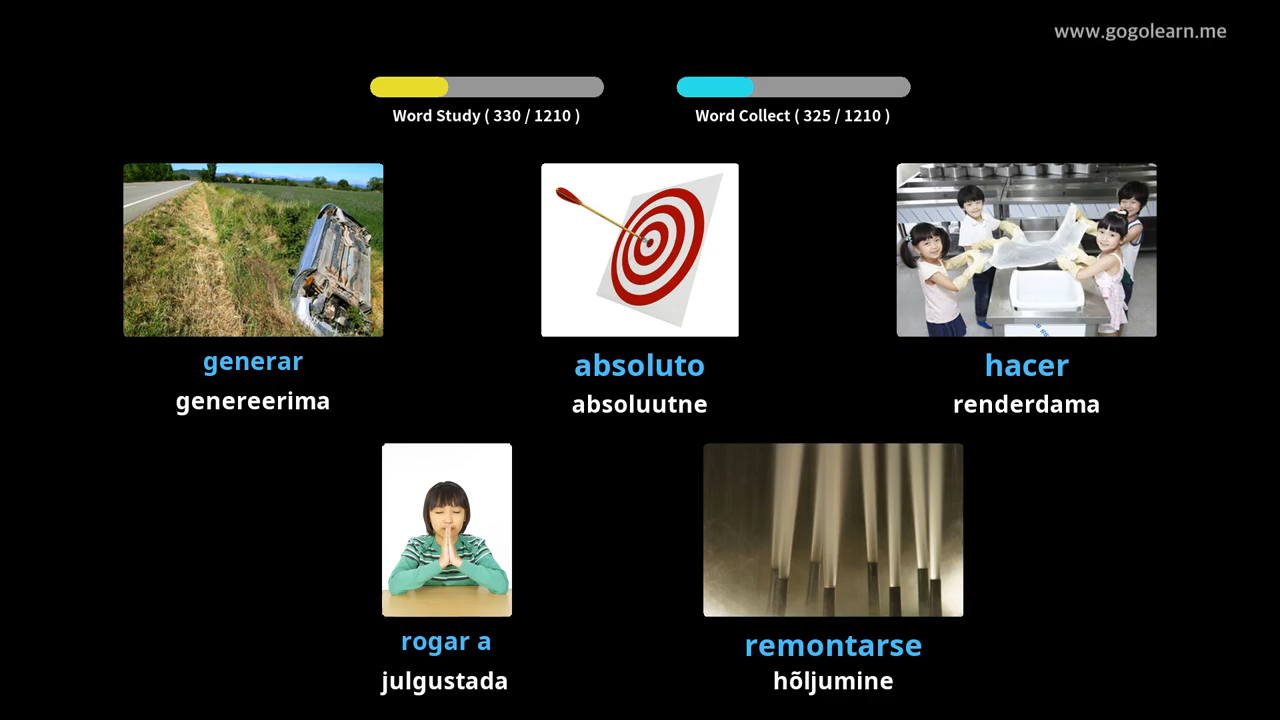 www.gogolearn.me
Word Study ( 330 / 1210 )
Word Collect ( 325 / 1210 )
generar
genereerima
absoluto
absoluutne
hacer
renderdama
rogar a
julgustada
remontarse
hõljumine